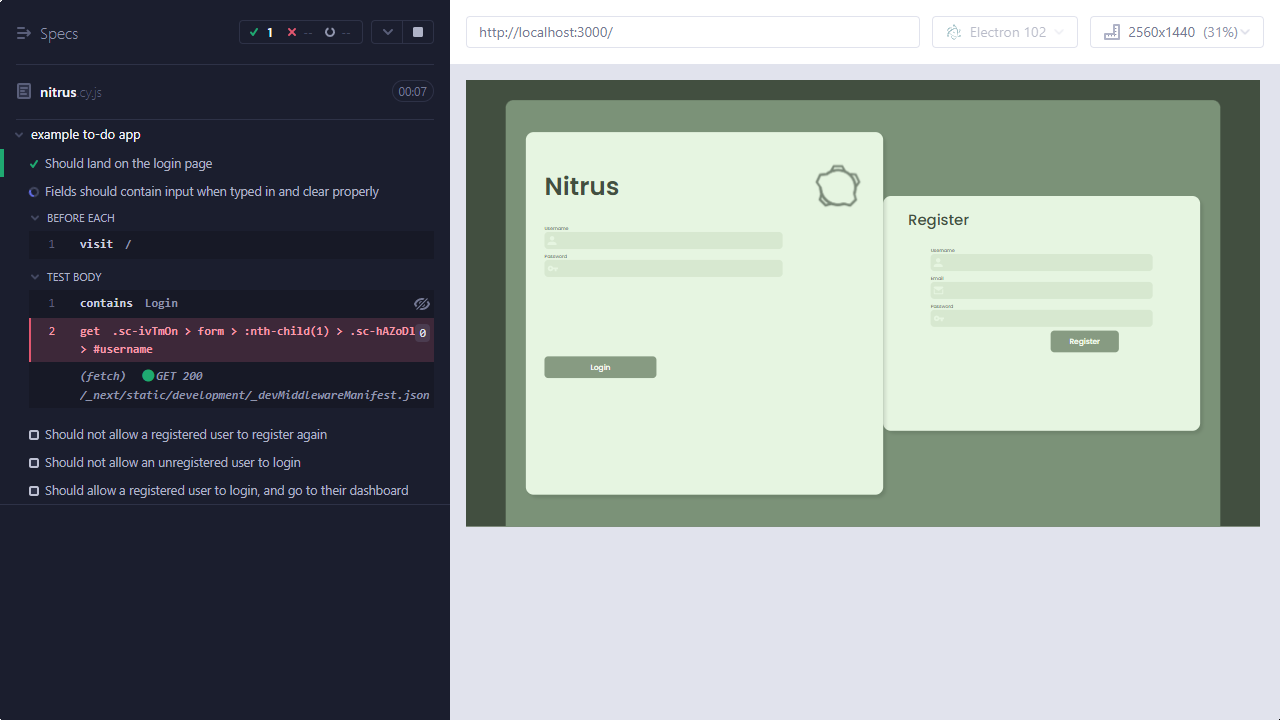 Specs
1
--
--
nitrus.cy.js
00:07
example to-do app
Should land on the login page
Fields should contain input when typed in and clear properly
BEFORE EACH
1 visit /
TEST BODY
1 contains Login
2 get .sc-ivTmOn > form > :nth-child(1) > .sc-hAZoDl
> #username
0
(fetch) GET 200
/_next/static/development/_devMiddlewareManifest.json
Should not allow a registered user to register again
Should not allow an unregistered user to login
Should allow a registered user to login, and go to their dashboard
http://localhost:3000/
Electron 102
2560x1440 (31%)
Nitrus
Username
Password
Login
Register
Username
Email
Password
Register